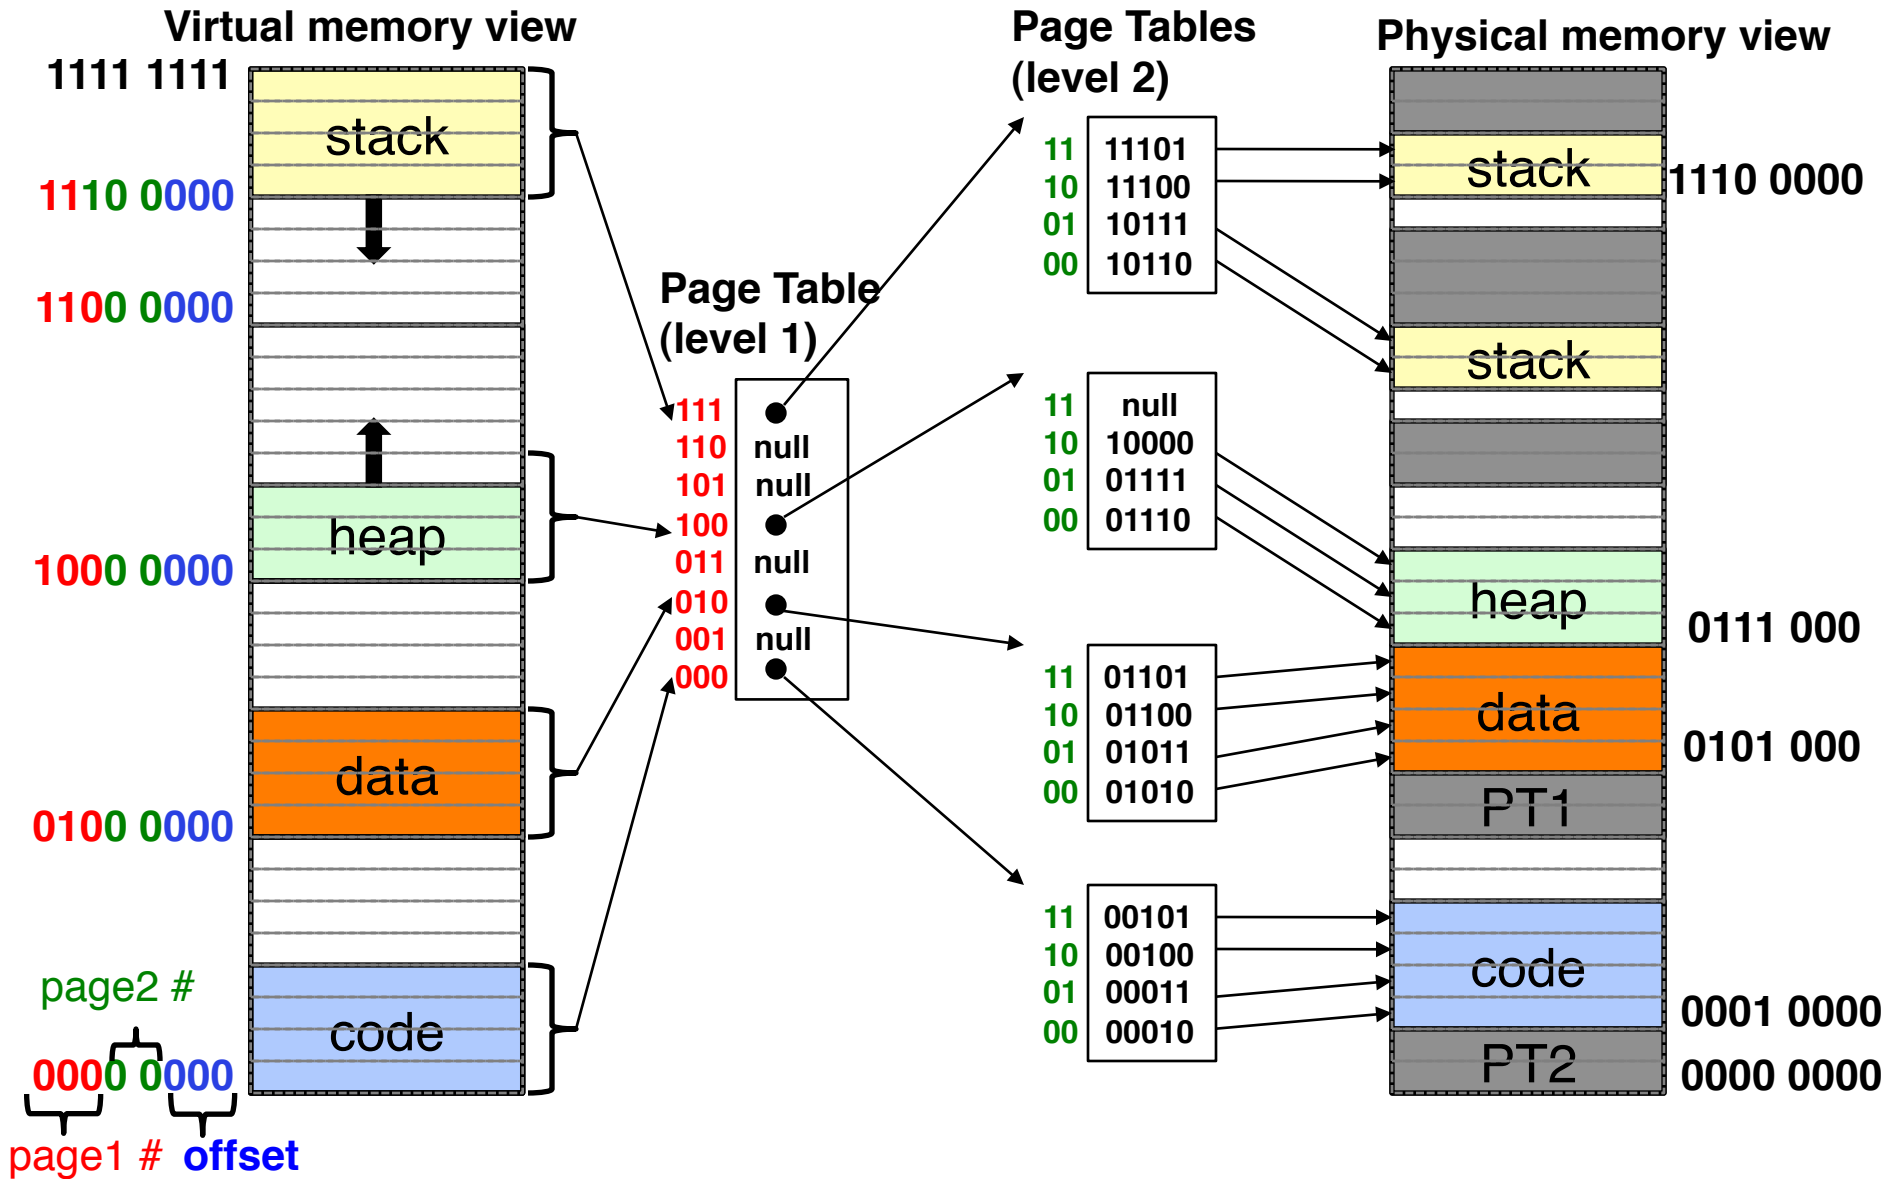 Virtual memory view
1111 1111
stack
1110 0000
1100 0000
heap
1000 0000
data
0100 0000
page2 #
code
0000 0000
page1 # offset
Page Table
(level 1)
111
110 null
101 null
100
011 null
010
001 null
000
Page Tables
(level 2)
11 11101
10 11100
01 10111
00 10110
11 null
10 10000
01 01111
00 01110
11 01101
10 01100
01 01011
00 01010
11 00101
10 00100
01 00011
00 00010
Physical memory view
stack 1110 0000
stack
heap
0111 000
data
0101 000
PT1
code
0001 0000
PT2 0000 0000